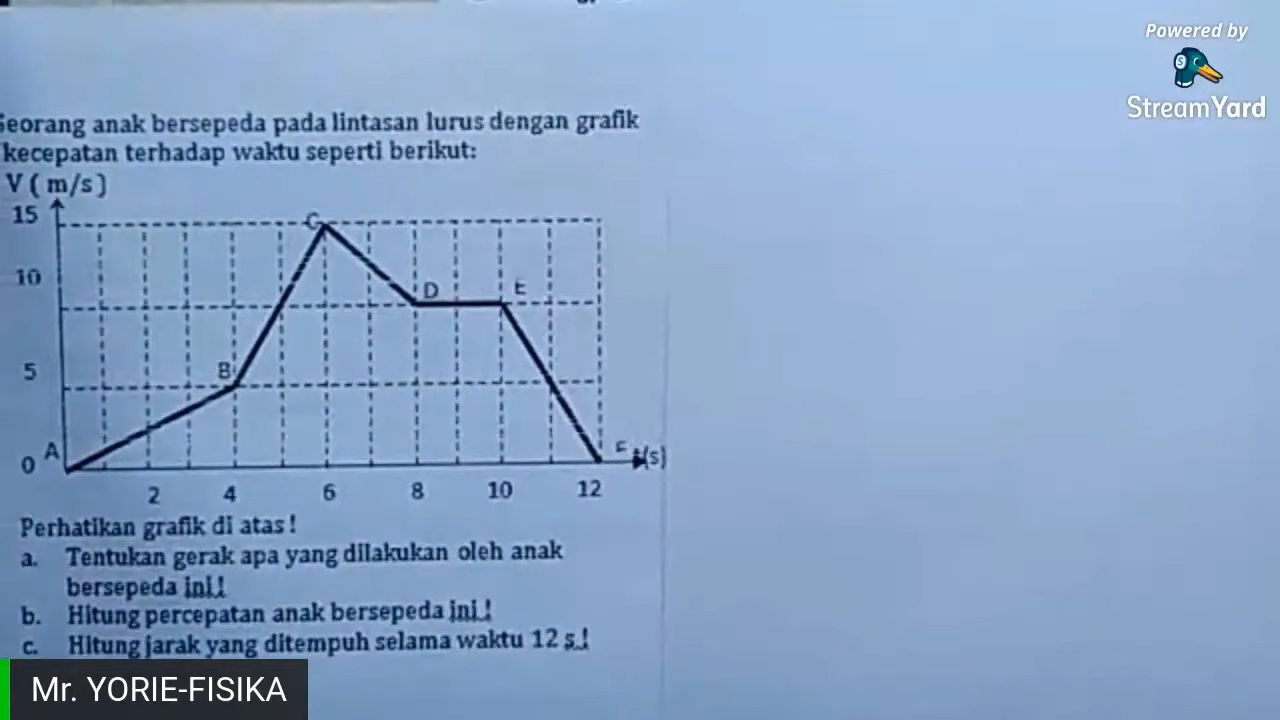 Powered by
StreamYard
Seorang anak bersepeda pada lintasan lurus dengan grafik
kecepatan terhadap waktu seperti berikut:
V ( m/s )
15
C
10
D
E
5
B
A
0
F
t(s)
2 4 6 8 10 12
Perhatikan grafik di atas !
a. Tentukan gerak apa yang dilakukan oleh anak
bersepeda ini !
b. Hitung percepatan anak bersepeda ini !
c. Hitung jarak yang ditempuh selama waktu 12 s !
Mr. YORIE-FISIKA